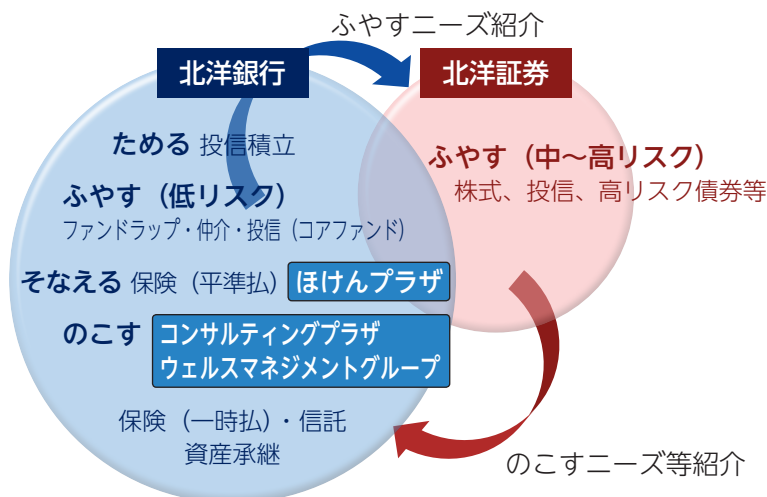 ふやすニーズ紹介
北洋銀行
北洋証券
ためる 投信積立
ふやす（低リスク）
ファンドラップ・仲介・投信（コアファンド）
そなえる 保険（平準払） ほけんプラザ
のこす コンサルティングプラザ
ウェルスマネジメントグループ
保険（一時払）・信託
資産承継
ふやす（中～高リスク）
株式、投信、高リスク債券等
のこすニーズ等紹介